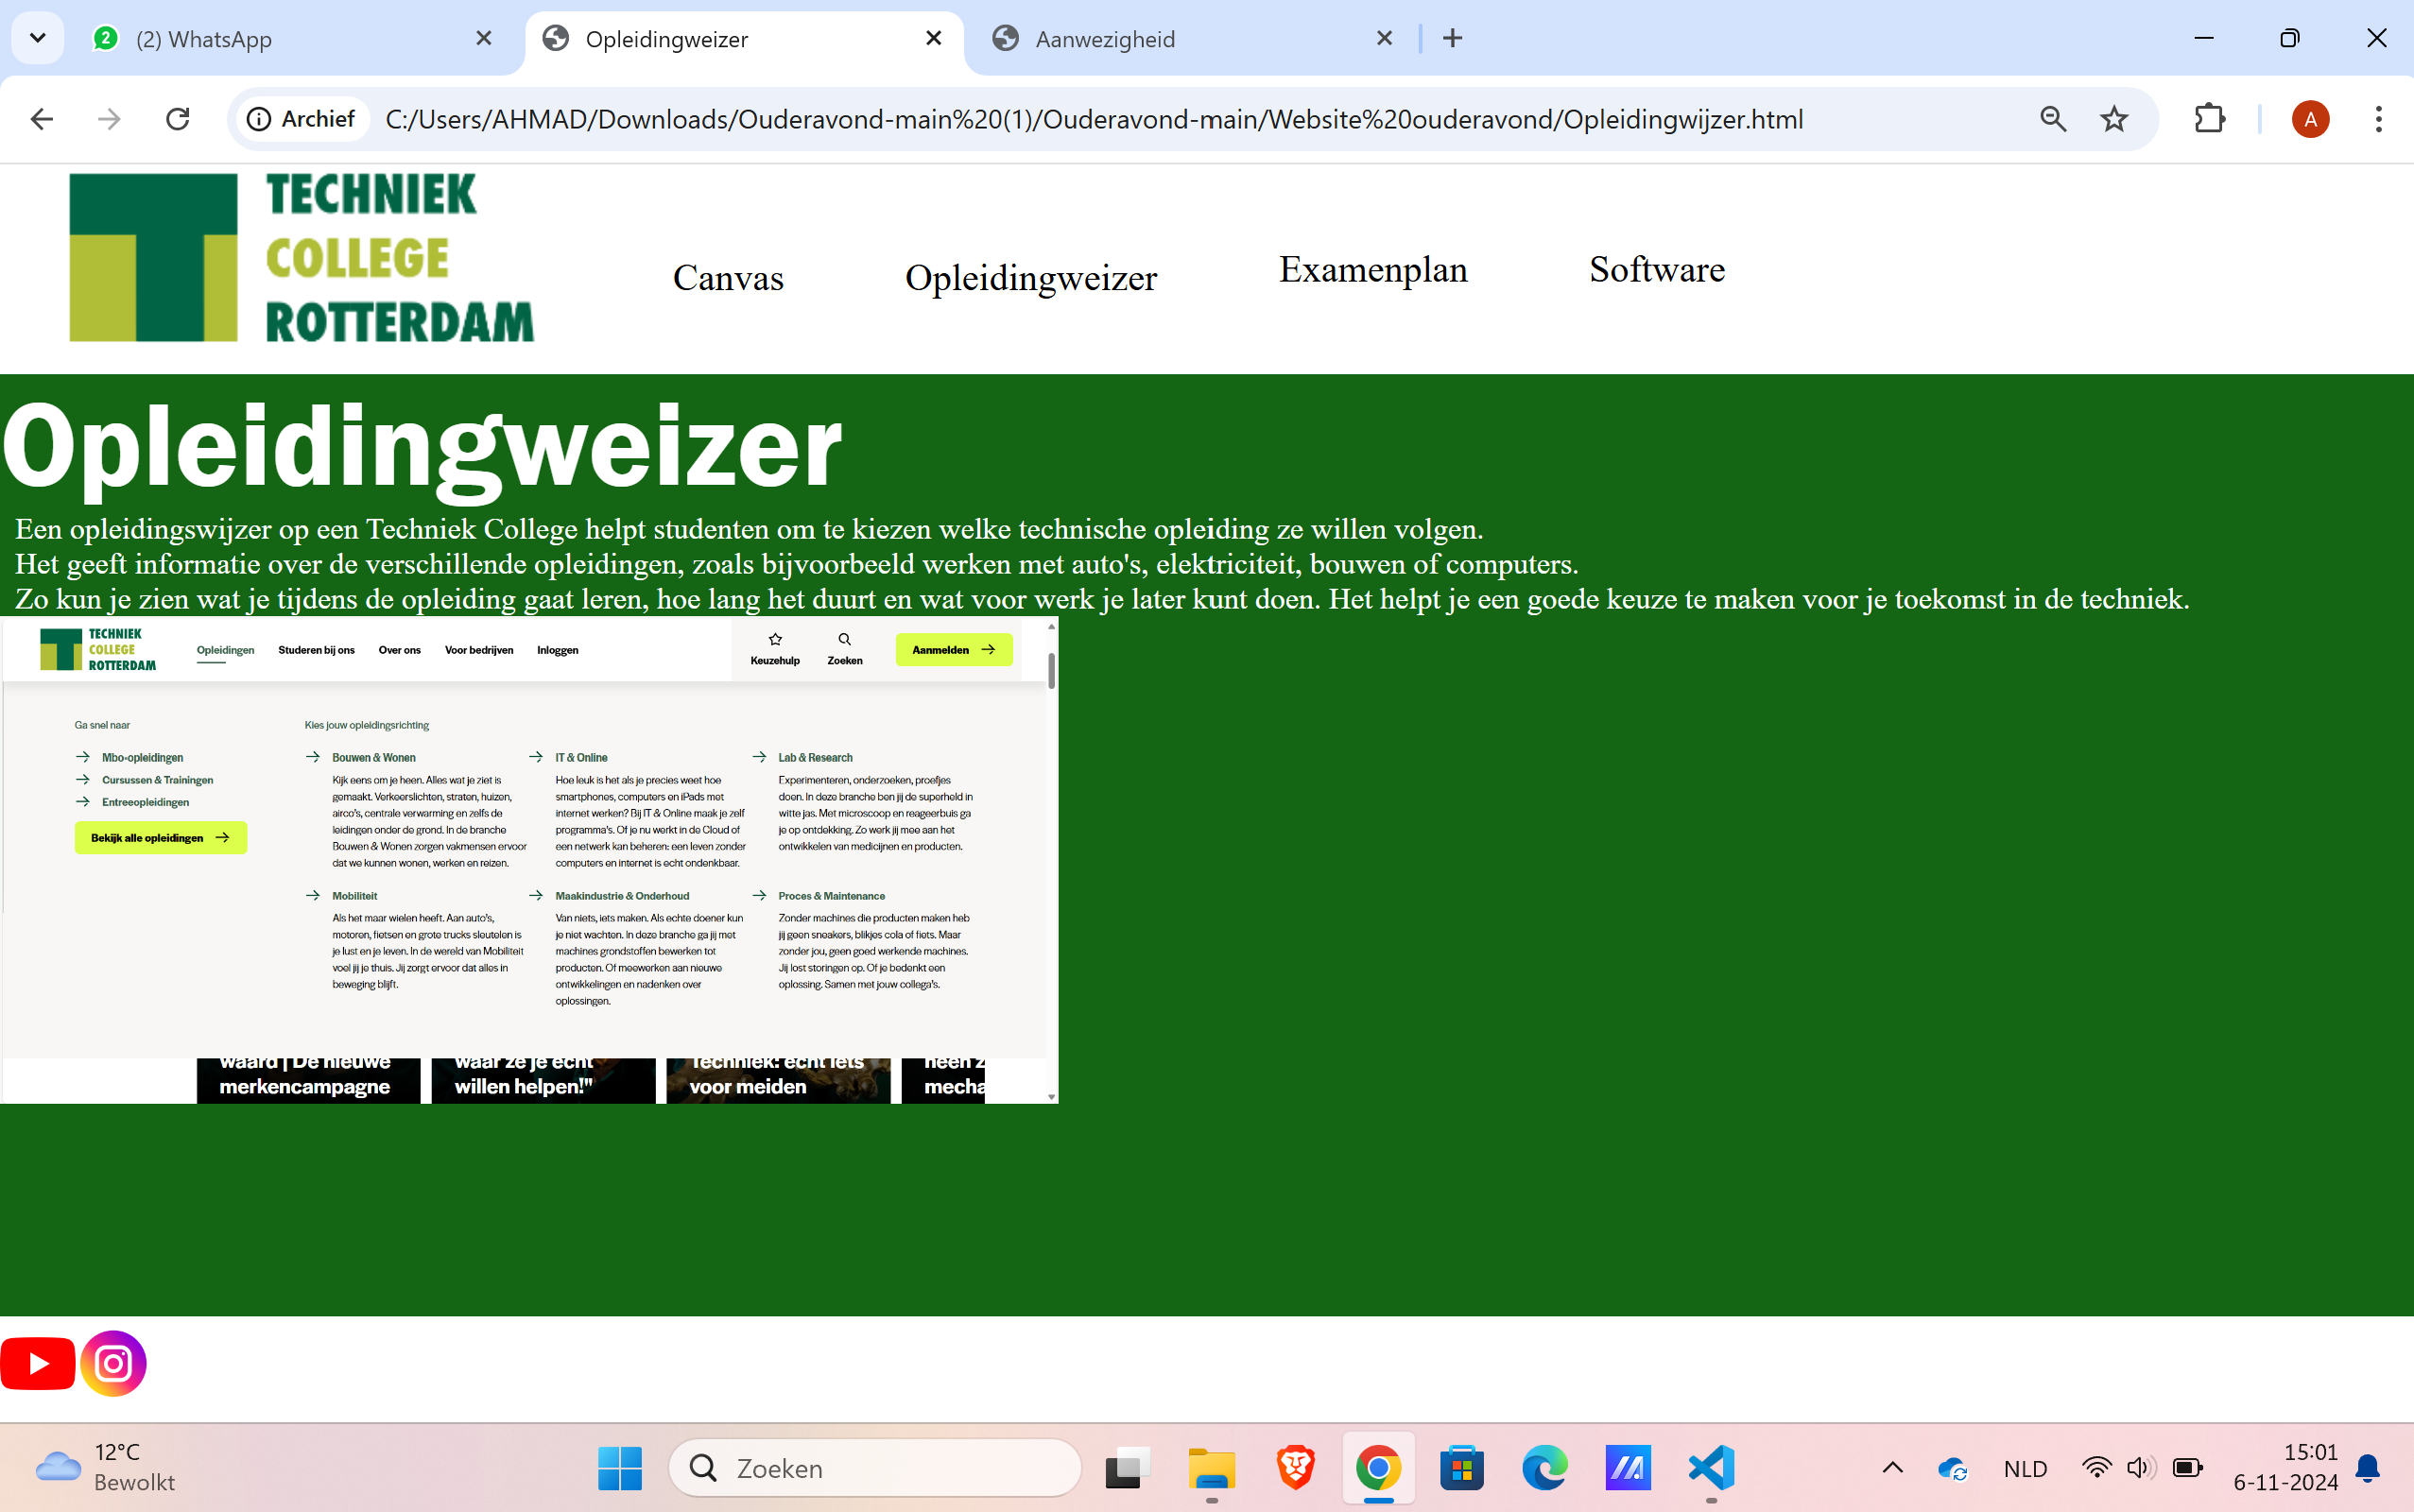 2 (2) WhatsApp
Opleidingweizer
Aanwezigheid
Archief
C:/Users/AHMAD/Downloads/Ouderavond-main%20(1)/Ouderavond-main/Website%20ouderavond/Opleidingwijzer.html
A
TECHNIEK
COLLEGE
ROTTERDAM
Canvas
Opleidingweizer
Examenplan
Software
Opleidingweizer
Een opleidingswijzer op een Techniek College helpt studenten om te kiezen welke technische opleiding ze willen volgen.
Het geeft informatie over de verschillende opleidingen, zoals bijvoorbeeld werken met auto's, elektriciteit, bouwen of computers.
Zo kun je zien wat je tijdens de opleiding gaat leren, hoe lang het duurt en wat voor werk je later kunt doen. Het helpt je een goede keuze te maken voor je toekomst in de techniek.
TECHNIEK
COLLEGE
ROTTERDAM
Opleidingen
Studeren bij ons
Over ons
Voor bedrijven
Inloggen
Keuzehulp
Zoeken
Aanmelden
Ga snel naar
Mbo-opleidingen
Cursussen & Trainingen
Entreeopleidingen
Bekijk alle opleidingen
Kies jouw opleidingsrichting
Bouwen & Wonen
Kijk eens om je heen. Alles wat je ziet is
gemaakt. Verkeerslichten, straten, huizen,
airco's, centrale verwarming en zelfs de
leidingen onder de grond. In de branche
Bouwen & Wonen zorgen vakmensen ervoor
dat we kunnen wonen, werken en reizen.
IT & Online
Hoe leuk is het als je precies weet hoe
smartphones, computers en iPads met
internet werken? Bij IT & Online maak je zelf
programma's. Of je nu werkt in de Cloud of
een netwerk kan beheren: een leven zonder
computers en internet is echt ondenkbaar.
Lab & Research
Experimenteren, onderzoeken, proefjes
doen. In deze branche ben jij de superheld in
witte jas. Met microscoop en reageerbuis ga
je op ontdekking. Zo werk jij mee aan het
ontwikkelen van medicijnen en producten.
Mobiliteit
Als het maar wielen heeft. Aan auto's,
motoren, fietsen en grote trucks sleutelen is
je lust en je leven. In de wereld van Mobiliteit
voel jij je thuis. Jij zorgt ervoor dat alles in
beweging blijft.
Maakindustrie & Onderhoud
Van niets, iets maken. Als echte doener kun
je niet wachten. In deze branche ga jij met
machines grondstoffen bewerken tot
producten. Of meewerken aan nieuwe
ontwikkelingen en nadenken over
oplossingen.
Proces & Maintenance
Zonder machines die producten maken heb
jij geen sneakers, blikjes cola of fiets. Maar
zonder jou, geen goed werkende machines.
Jij lost storingen op. Of je bedenkt een
oplossing. Samen met jouw collega's.
waard | De nieuwe
merkencampagne
waar ze je echt
willen helpen!"
Techniek: echt iets
voor meiden
heen z
mecha
12°C
Bewolkt
Zoeken
NLD
15:01
6-11-2024